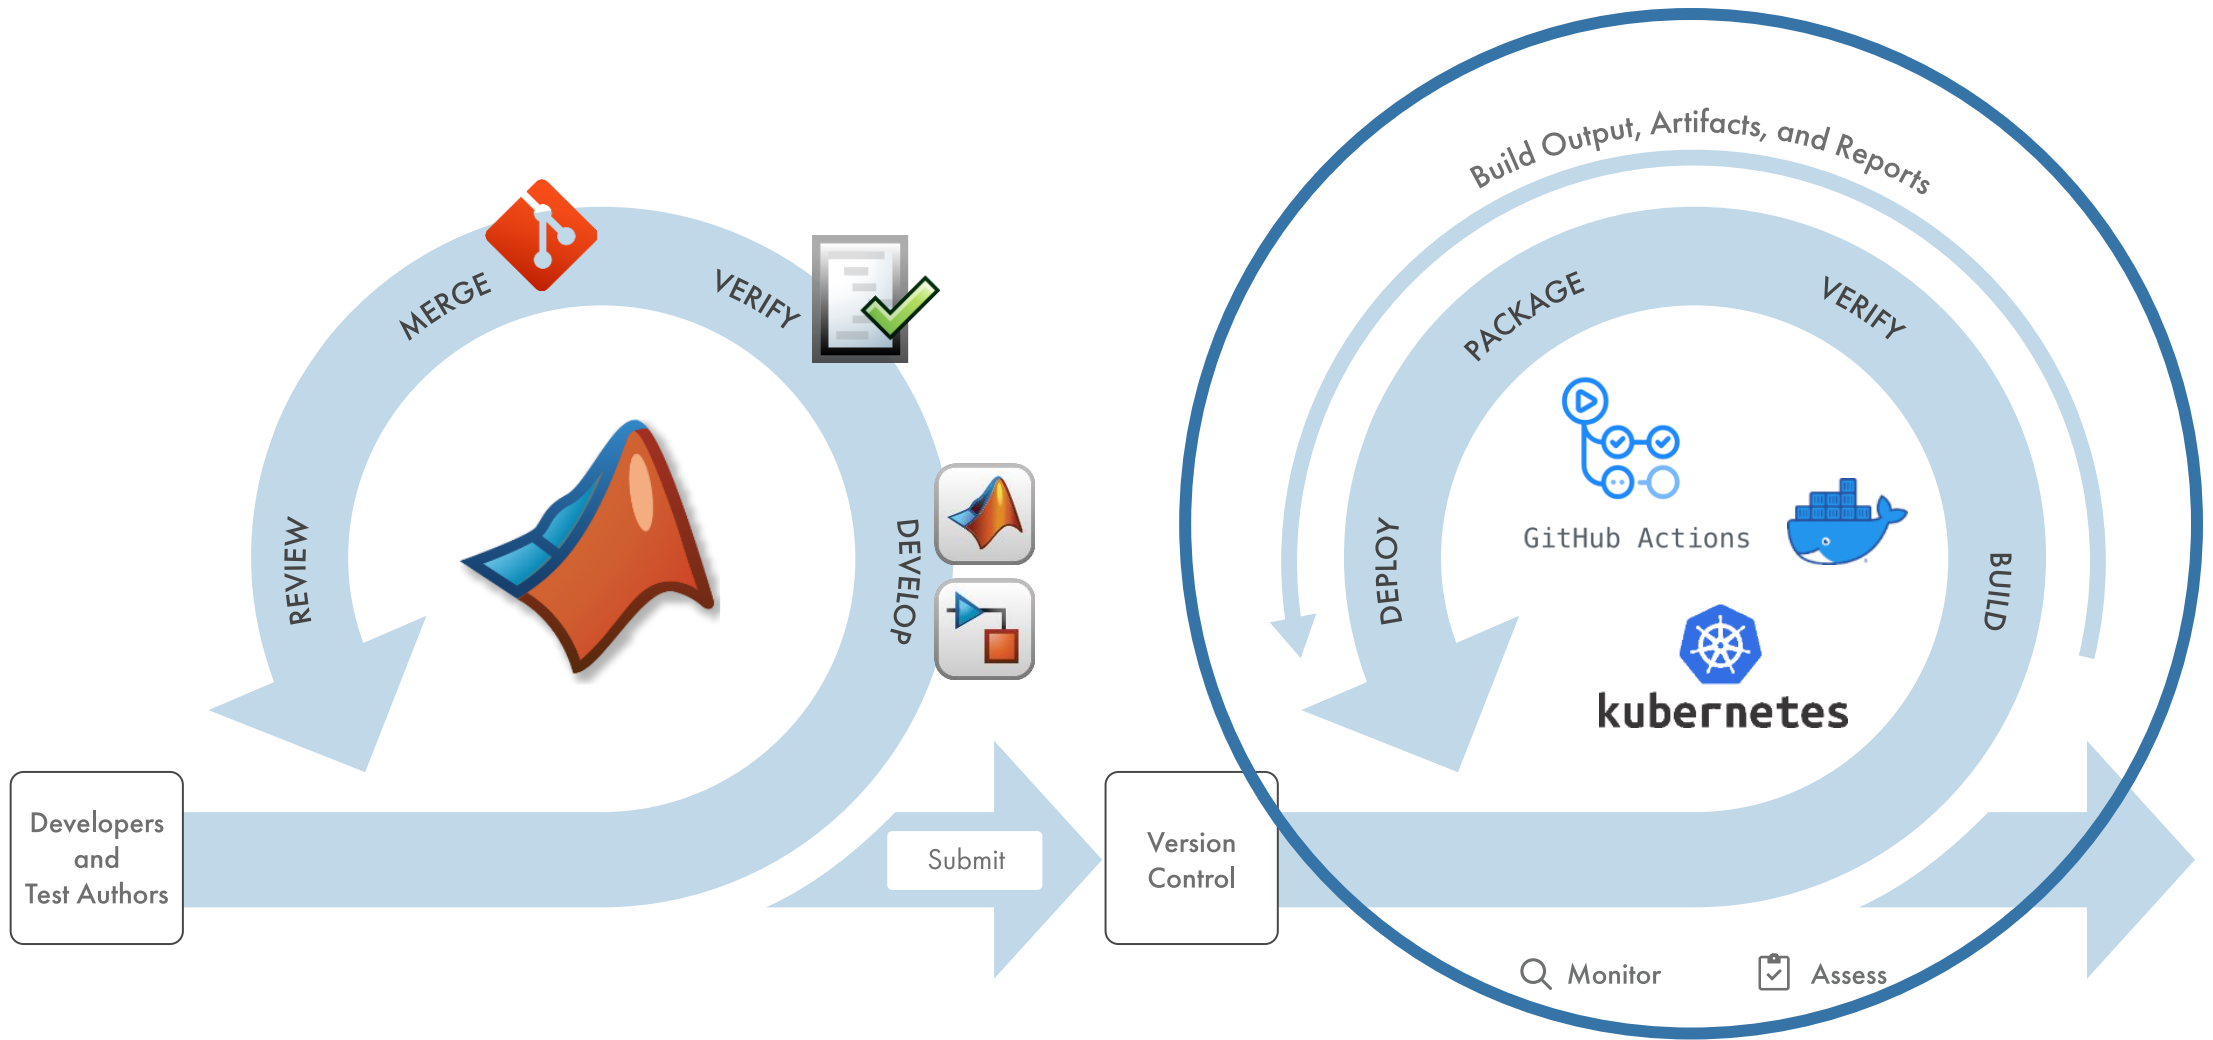 MERGE
VERIFY
REVIEW
DEVELOP
Developers
and
Test Authors
Submit
Version
Control
Build Output, Artifacts, and Reports
PACKAGE
VERIFY
DEPLOY
BUILD
GitHub Actions
kubernetes
Monitor
Assess